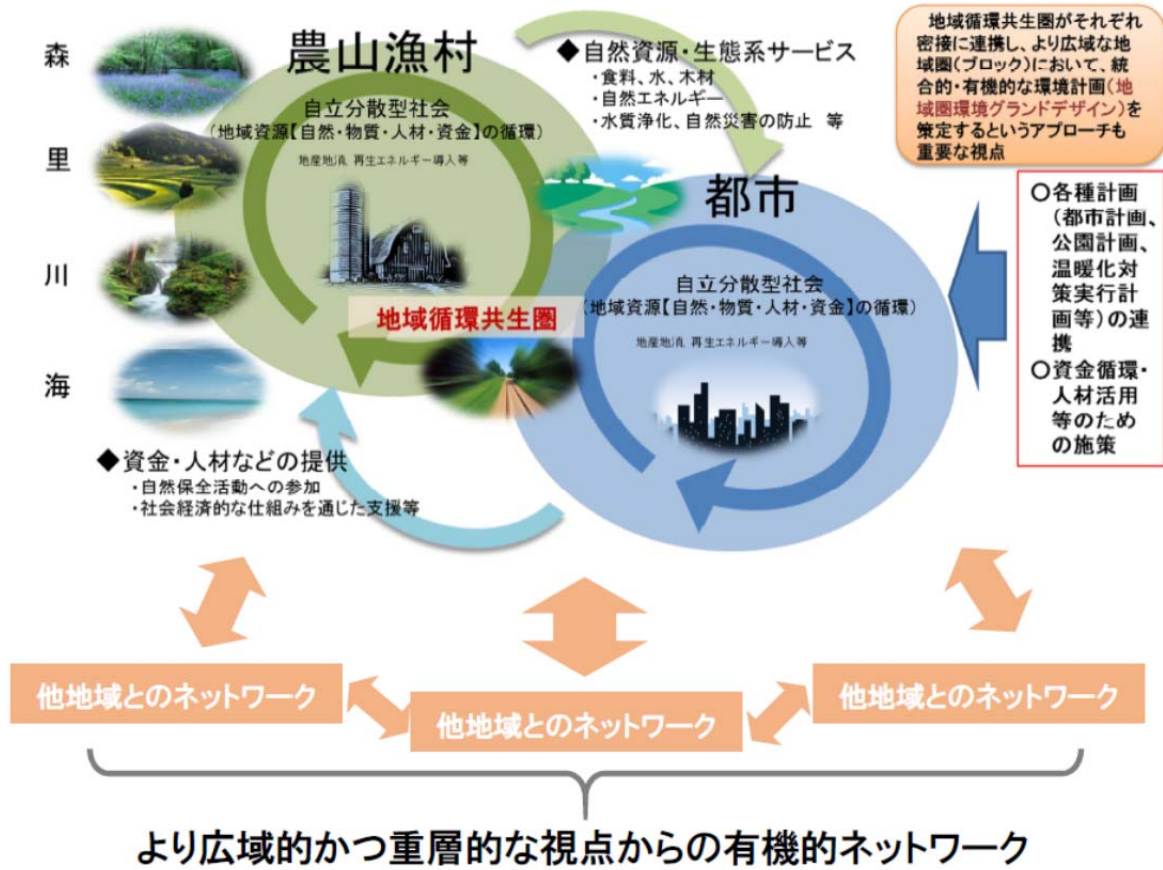 森
里
川
海
農山漁村
自立分散型社会
(地域資源【自然・物質・人材・資金】の循環)
地産地消、再生エネルギー導入等
◆自然資源・生態系サービス
・食料、水、木材
・自然エネルギー
・水質浄化、自然災害の防止　等
都市
自立分散型社会
(地域資源【自然・物質・人材・資金】の循環)
地産地消、再生エネルギー導入等
地域循環共生圏
◆資金・人材などの提供
・自然保全活動への参加
・社会経済的な仕組みを通じた支援等
地域循環共生圏がそれぞれ
密接に連携し、より広域な地
域圏(ブロック)において、統
合的・有機的な環境計画(地
域圏環境グランドデザイン)を
策定するというアプローチも
重要な視点
○各種計画
(都市計画、
公園計画、
温暖化対
策実行計
画等)の連
携
○資金循環・
人材活用
等のため
の施策
他地域とのネットワーク
他地域とのネットワーク
他地域とのネットワーク
より広域的かつ重層的な視点からの有機的ネットワーク